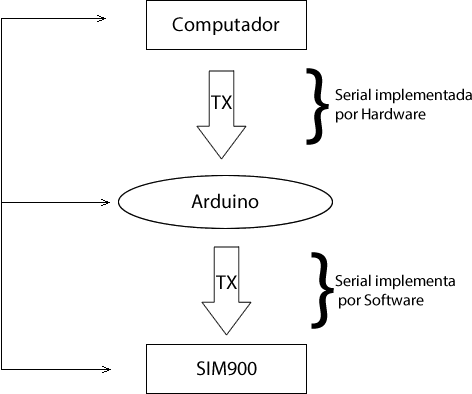 Computador
TX
Serial implementada
por Hardware
Arduino
TX
Serial implementa
por Software
SIM900